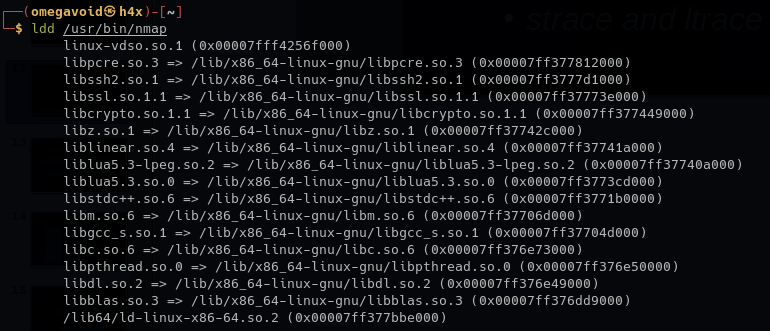 (omegavoid㉿h4x)-[~]
$ ldd /usr/bin/nmap
linux-vdso.so.1 (0x00007fff4256f000)
libpcre.so.3 => /lib/x86_64-linux-gnu/libpcre.so.3 (0x00007ff377812000)
libssh2.so.1 => /lib/x86_64-linux-gnu/libssh2.so.1 (0x00007ff3777d1000)
libssl.so.1.1 => /lib/x86_64-linux-gnu/libssl.so.1.1 (0x00007ff37773e000)
libcrypto.so.1.1 => /lib/x86_64-linux-gnu/libcrypto.so.1.1 (0x00007ff377449000)
libz.so.1 => /lib/x86_64-linux-gnu/libz.so.1 (0x00007ff37742c000)
liblinear.so.4 => /lib/x86_64-linux-gnu/liblinear.so.4 (0x00007ff37741a000)
liblua5.3-lpeg.so.2 => /lib/x86_64-linux-gnu/liblua5.3-lpeg.so.2 (0x00007ff37740a000)
liblua5.3.so.0 => /lib/x86_64-linux-gnu/liblua5.3.so.0 (0x00007ff3773cd000)
libstdc++.so.6 => /lib/x86_64-linux-gnu/libstdc++.so.6 (0x00007ff3771b0000)
libm.so.6 => /lib/x86_64-linux-gnu/libm.so.6 (0x00007ff37706d000)
libgcc_s.so.1 => /lib/x86_64-linux-gnu/libgcc_s.so.1 (0x00007ff37704d000)
libc.so.6 => /lib/x86_64-linux-gnu/libc.so.6 (0x00007ff376e73000)
libpthread.so.0 => /lib/x86_64-linux-gnu/libpthread.so.0 (0x00007ff376e50000)
libdl.so.2 => /lib/x86_64-linux-gnu/libdl.so.2 (0x00007ff376e49000)
libblas.so.3 => /lib/x86_64-linux-gnu/libblas.so.3 (0x00007ff376dd9000)
/lib64/ld-linux-x86-64.so.2 (0x00007ff377bbe000)
• strace and ltrace